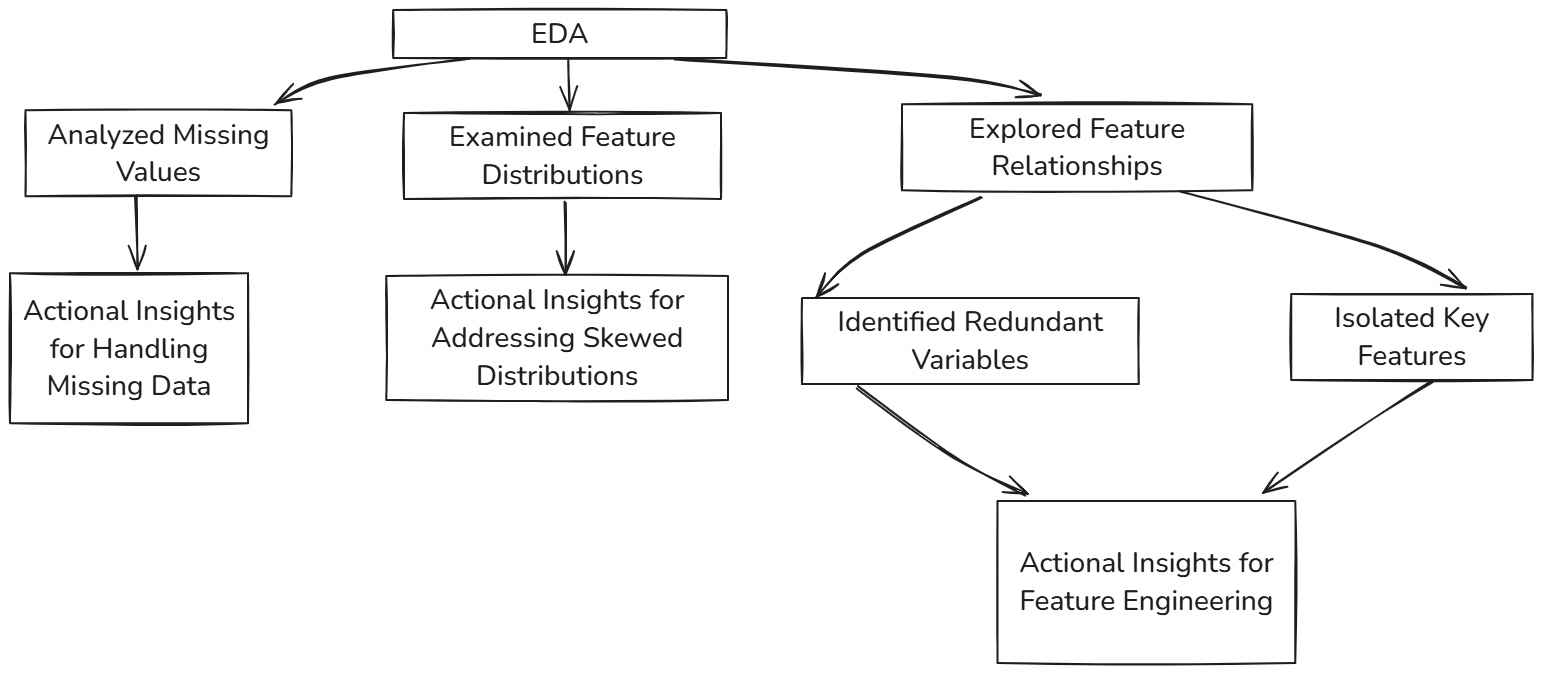 EDA
Analyzed Missing
Values
Examined Feature
Distributions
Explored Feature
Relationships
Actional Insights
for Handling
Missing Data
Actional Insights for
Addressing Skewed
Distributions
Identified Redundant
Variables
Isolated Key
Features
Actional Insights for
Feature Engineering